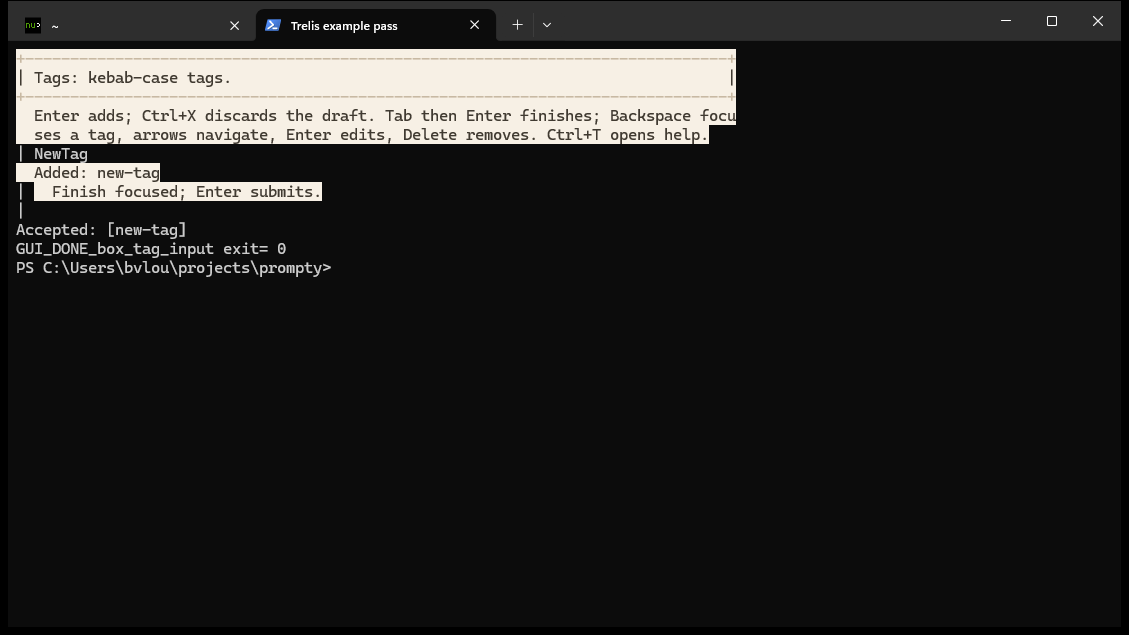 nu>  ~
Trelis example pass
+-------------------------------------------------------------------------------+
| Tags: kebab-case tags. |
+-------------------------------------------------------------------------------+
Enter adds; Ctrl+X discards the draft. Tab then Enter finishes; Backspace focu
ses a tag, arrows navigate, Enter edits, Delete removes. Ctrl+T opens help.
| NewTag
Added: new-tag
| Finish focused; Enter submits.
|
Accepted: [new-tag]
GUI_DONE_box_tag_input exit= 0
PS C:\Users\bvlou\projects\prompty>